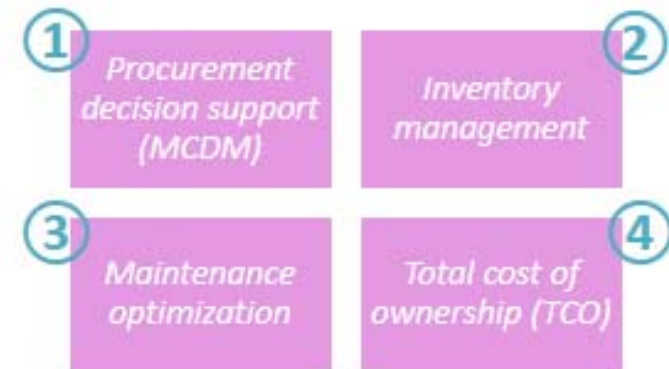 1
Procurement
decision support
(MCDM)
2
Inventory
management
3
Maintenance
optimization
4
Total cost of
ownership (TCO)